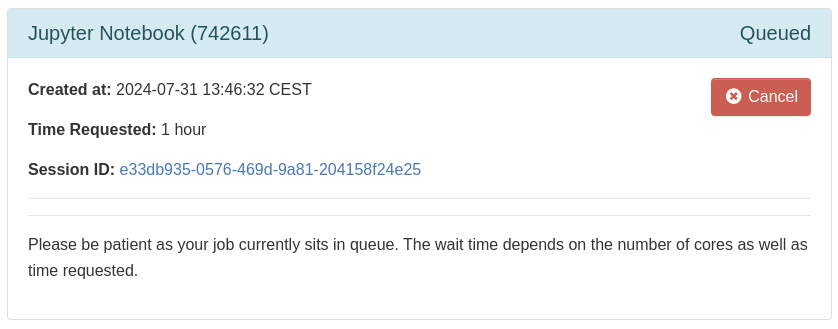 Jupyter Notebook (742611)
Queued
Created at: 2024-07-31 13:46:32 CEST
Cancel
Time Requested: 1 hour
Session ID: e33db935-0576-469d-9a81-204158f24e25
Please be patient as your job currently sits in queue. The wait time depends on the number of cores as well as
time requested.